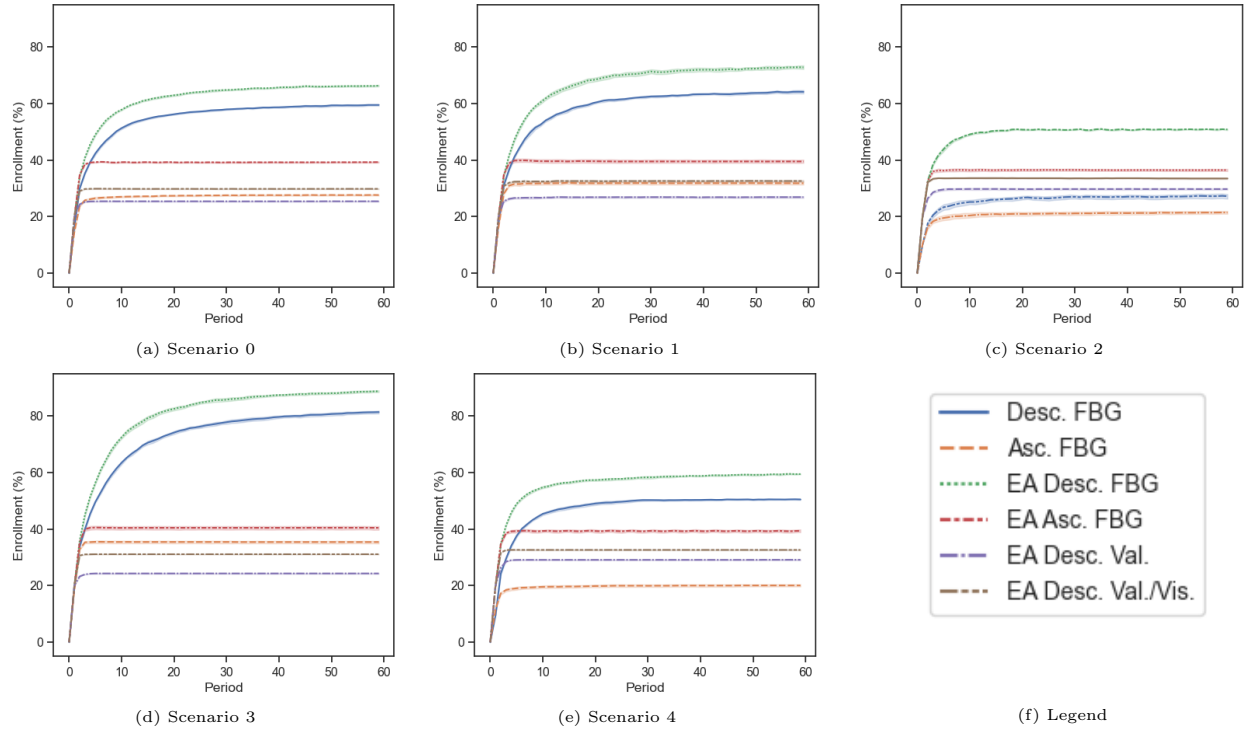 80
60
40
20
0
Enrollment (%)
0 10 20 30 40 50 60
Period
(a) Scenario 0
80
60
40
20
0
Enrollment (%)
0 10 20 30 40 50 60
Period
(b) Scenario 1
80
60
40
20
0
Enrollment (%)
0 10 20 30 40 50 60
Period
(c) Scenario 2
80
60
40
20
0
Enrollment (%)
0 10 20 30 40 50 60
Period
(d) Scenario 3
80
60
40
20
0
Enrollment (%)
0 10 20 30 40 50 60
Period
(e) Scenario 4
Desc. FBG
Asc. FBG
EA Desc. FBG
EA Asc. FBG
EA Desc. Val.
EA Desc. Val./Vis.
(f) Legend